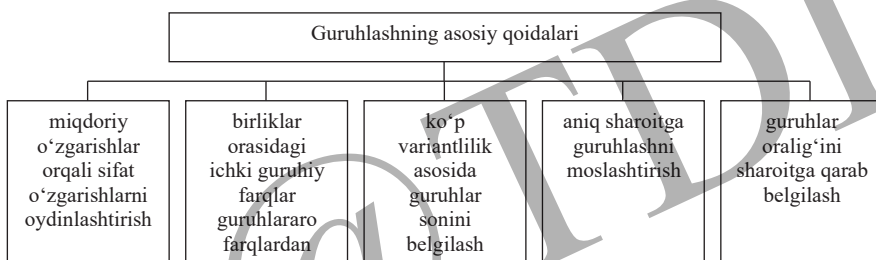 Guruhlashning asosiy qoidalari
miqdoriy
o‘zgarishlar
orqali sifat
o‘zgarishlarni
oydinlashtirish
birliklar
orasidagi
ichki guruhiy
farqlar
guruhlararo
farqlardan
ko‘p
variantlilik
asosida
guruhlar
sonini
belgilash
aniq sharoitga
guruhlashni
moslashtirish
guruhlar
oralig‘ini
sharoitga qarab
belgilash